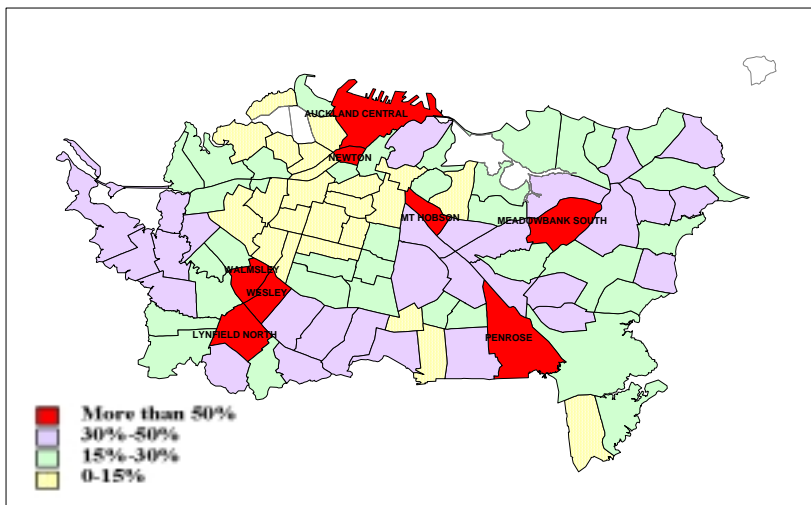 AUCKLAND CENTRAL
NEWTON
MT HOBSON
MEADOWBANK SOUTH
WALMSLEY
WESLEY
LYNFIELD NORTH
PENROSE
More than 50%
30%-50%
15%-30%
0-15%